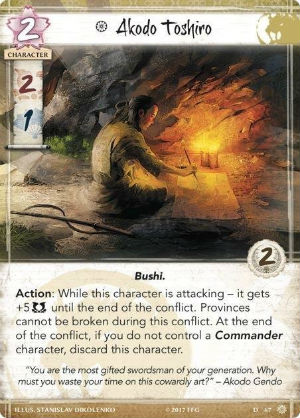 2
Akodo Toshiro
CHARACTER
2
1
2
Bushi.
Action: While this character is attacking – it gets
+5 until the end of the conflict. Provinces
cannot be broken during this conflict. At the end
of the conflict, if you do not control a Commander
character, discard this character.
“You are the most gifted swordsman of your generation. Why
must you waste your time on this cowardly art?” – Akodo Gendo
ILLUS. STANISLAV DIKOLENKO
© 2017 FFG